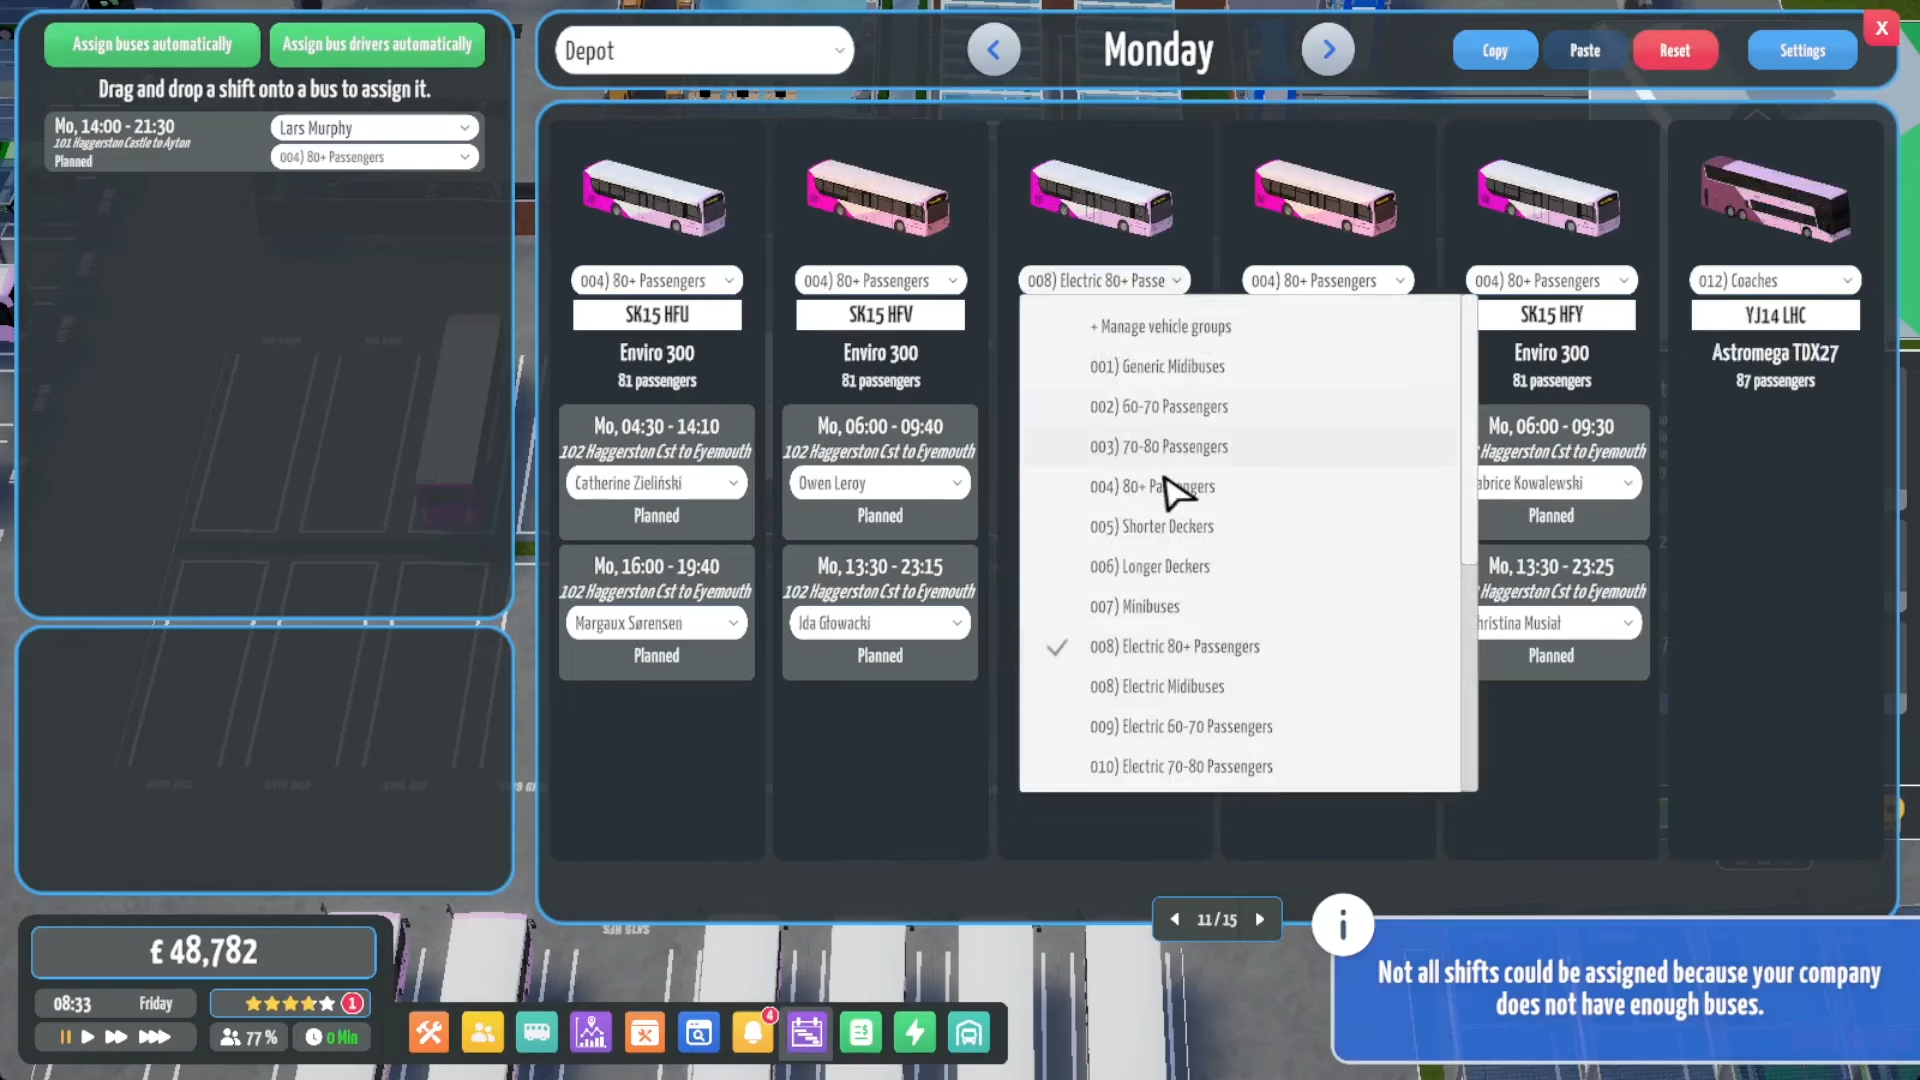 Assign buses automatically
Assign bus drivers automatically
Drag and drop a shift onto a bus to assign it.
Mo, 14:00 - 21:30
101 Haggerston Castle to Ayton
Planned
Lars Murphy
004) 80+ Passengers
Depot
Monday
Copy
Paste
Reset
Settings
X
004) 80+ Passengers
SK15 HFU
Enviro 300
81 passengers
Mo, 04:30 - 14:10
102 Haggerston Cst to Eyemouth
Catherine Zieliński
Planned
Mo, 16:00 - 19:40
102 Haggerston Cst to Eyemouth
Margaux Sørensen
Planned
004) 80+ Passengers
SK15 HFV
Enviro 300
81 passengers
Mo, 06:00 - 09:40
102 Haggerston Cst to Eyemouth
Owen Leroy
Planned
Mo, 13:30 - 23:15
102 Haggerston Cst to Eyemouth
Ida Głowacki
Planned
008) Electric 80+ Passe
+ Manage vehicle groups
001) Generic Midibuses
002) 60-70 Passengers
003) 70-80 Passengers
004) 80+ Passengers
005) Shorter Deckers
006) Longer Deckers
007) Minibuses
008) Electric 80+ Passengers
008) Electric Midibuses
009) Electric 60-70 Passengers
010) Electric 70-80 Passengers
004) 80+ Passengers
004) 80+ Passengers
SK15 HFY
Enviro 300
81 passengers
Mo, 06:00 - 09:30
Haggerston Cst to Eyemouth
abrice Kowalewski
Planned
Mo, 13:30 - 23:25
Haggerston Cst to Eyemouth
hristina Musiał
Planned
012) Coaches
YJ14 LHC
Astromega TDX27
87 passengers
11/15
i
Not all shifts could be assigned because your company
does not have enough buses.
£ 48,782
08:33 Friday
1
77 %
0 Min
4